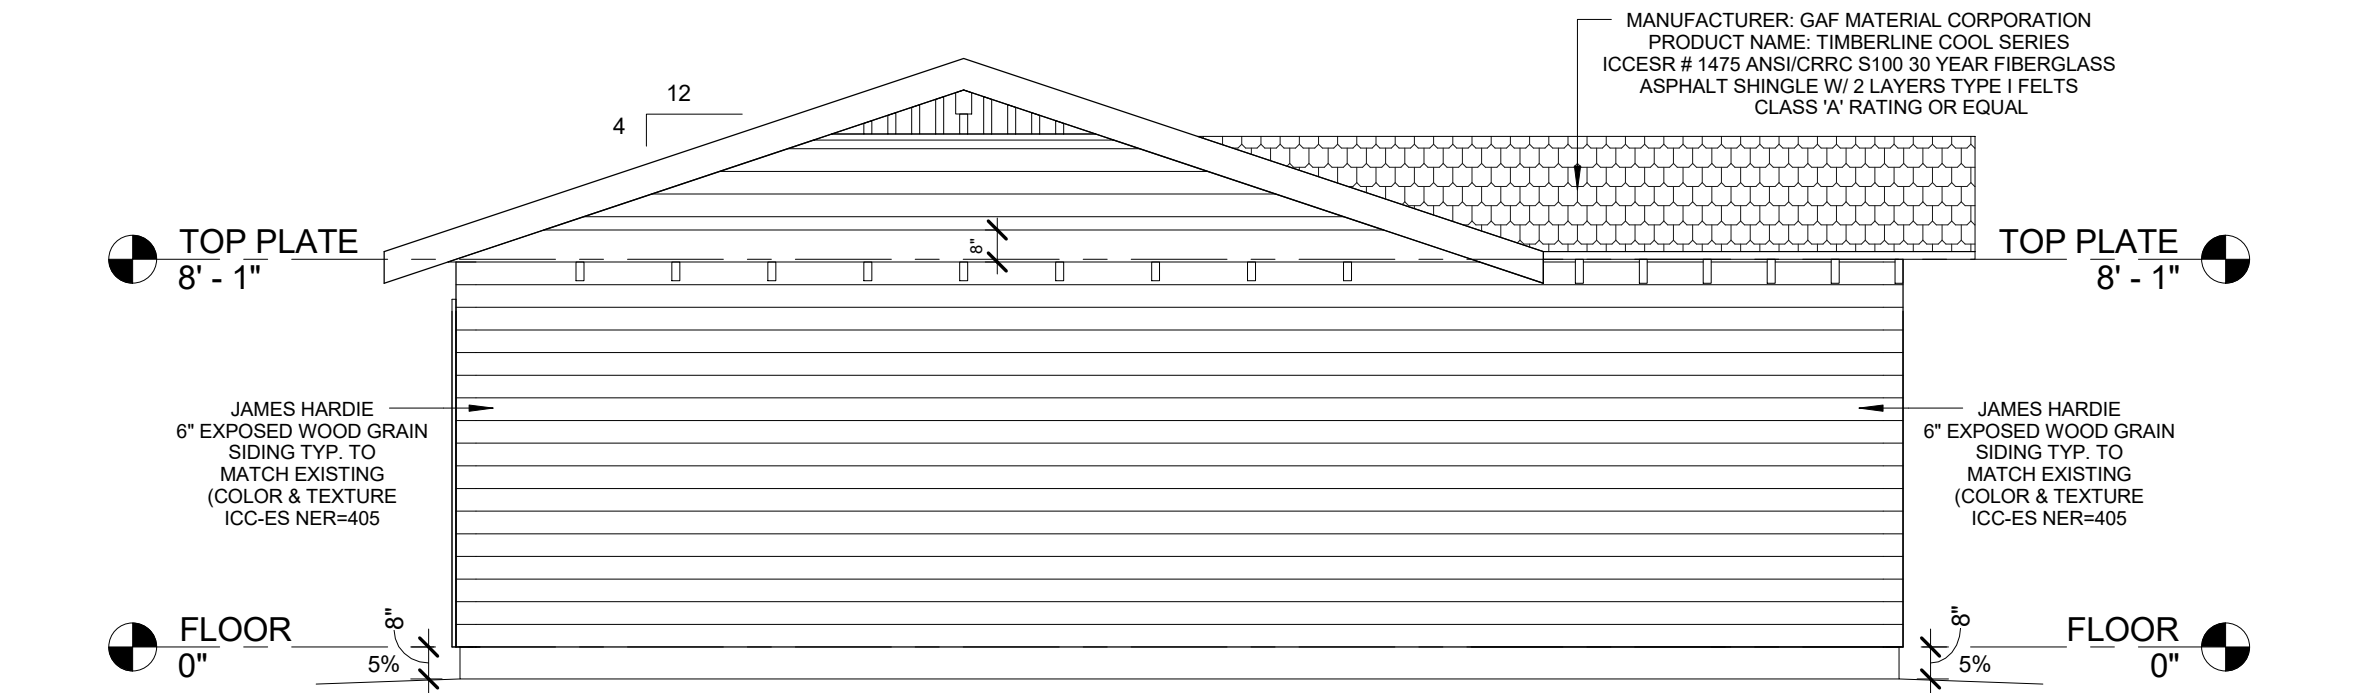 MANUFACTURER: GAF MATERIAL CORPORATION
PRODUCT NAME: TIMBERLINE COOL SERIES
ICCESR # 1475 ANSI/CRRC S100 30 YEAR FIBERGLASS
ASPHALT SHINGLE W/ 2 LAYERS TYPE I FELTS
CLASS 'A' RATING OR EQUAL
12
4
TOP PLATE
8' - 1"
8"
TOP PLATE
8' - 1"
JAMES HARDIE
6" EXPOSED WOOD GRAIN
SIDING TYP. TO
MATCH EXISTING
(COLOR & TEXTURE
ICC-ES NER=405
JAMES HARDIE
6" EXPOSED WOOD GRAIN
SIDING TYP. TO
MATCH EXISTING
(COLOR & TEXTURE
ICC-ES NER=405
FLOOR
0"
8"
5%
8"
5%
FLOOR
0"